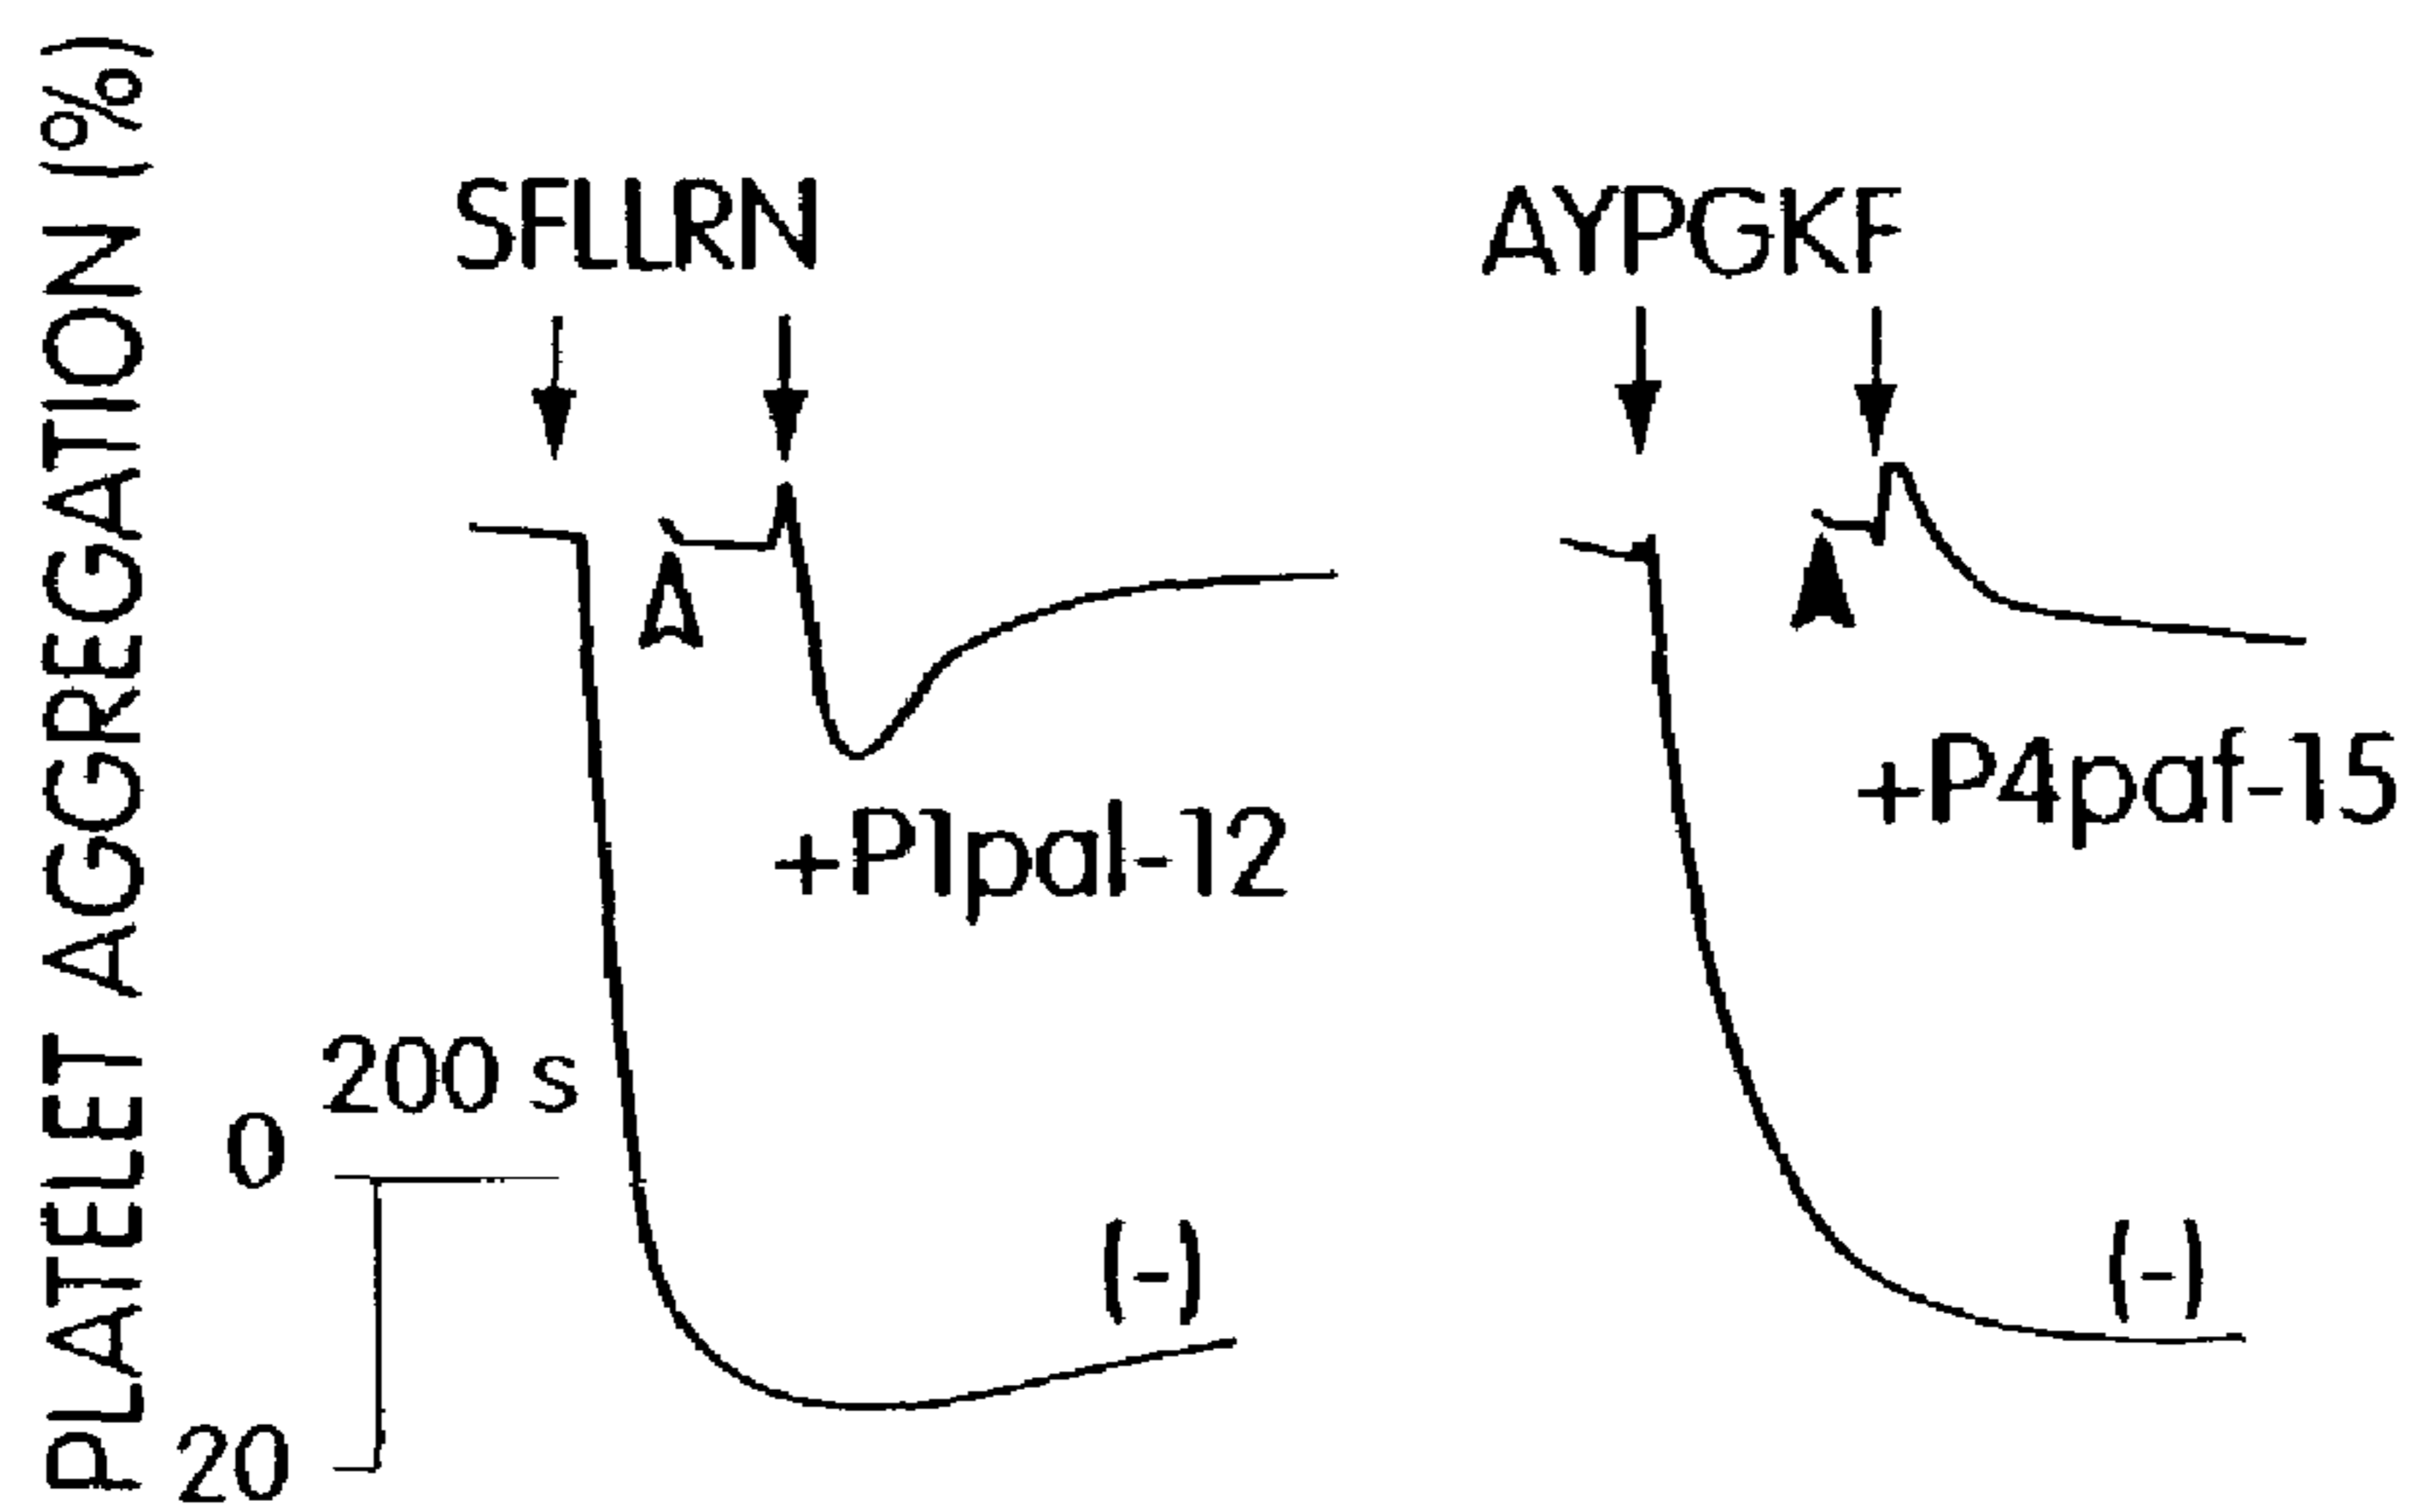 PLATELET AGGREGATION (%)
SFLLRN
AYPGKF
+P1pal-12
+P4paf-15
200 s
0
20
(-)
(-)